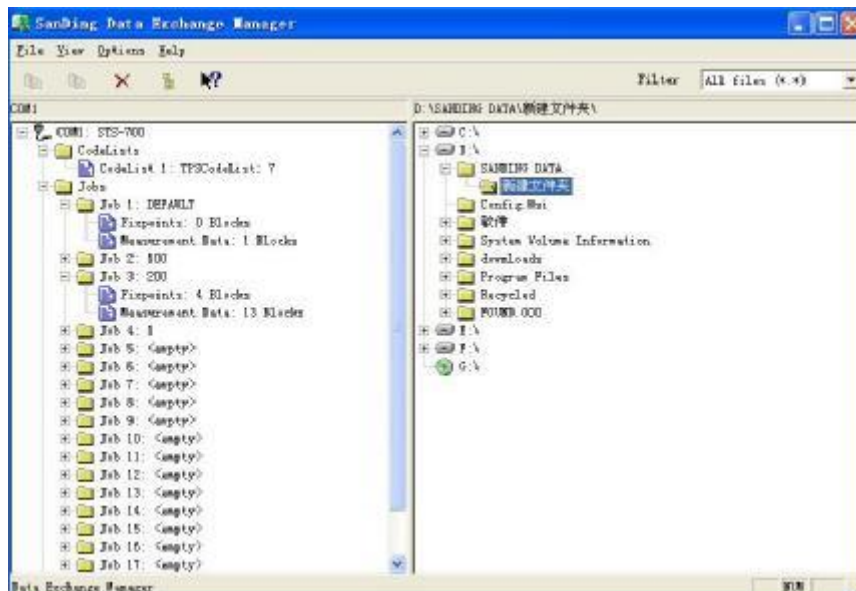 SanDing Data Exchange Manager
File View Options Help
Filter All files (*.*)
COM1
D:\SANDING DATA\新建文件夹\
COM1: STS-700
CodeLists
CodeList 1: TPSCodeList: 7
Jobs
Job 1: DEFAULT
Fixpoints: 0 Blocks
Measurement Data: 1 Blocks
Job 2: 500
Job 3: 200
Fixpoints: 4 Blocks
Measurement Data: 13 Blocks
Job 4: 1
Job 5: <empty>
Job 6: <empty>
Job 7: <empty>
Job 8: <empty>
Job 9: <empty>
Job 10: <empty>
Job 11: <empty>
Job 12: <empty>
Job 13: <empty>
Job 14: <empty>
Job 15: <empty>
Job 16: <empty>
Job 17: <empty>
C:\
D:\
SANDING DATA
新建文件夹
Config.Msi
软件
System Volume Information
downloads
Program Files
Recycled
FOUND.000
E:\
F:\
G:\
Data Exchange Manager
NUM